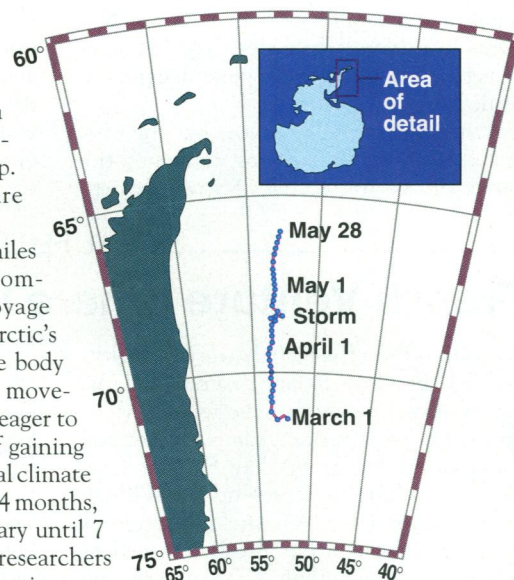 -
p.
re
iles
om-
oyage
rctic's
e body
move-
eager to
f gaining
al climate
4 months,
ary until 7
researchers
60°
65°
70°
75°
Area
of
detail
May 28
May 1
Storm
April 1
March 1
65° 60° 55° 50° 45° 40°